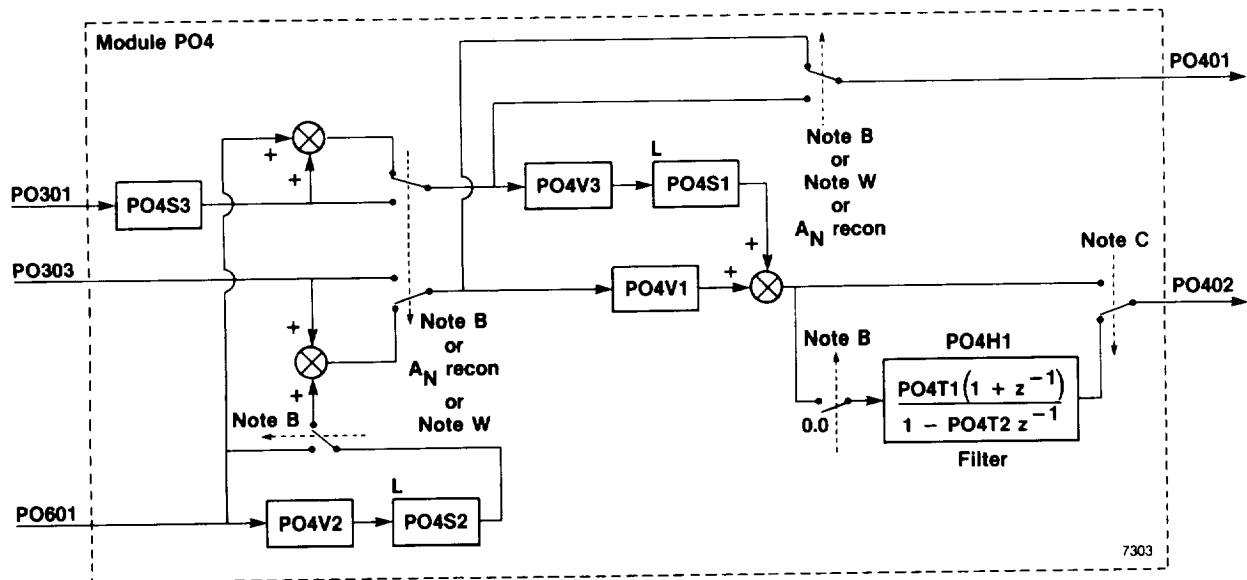 Module PO4
PO401
Note B
or
Note W
or
A_N recon
L
PO301
PO4S3
+
+
PO4V3
PO4S1
+
PO303
PO4V1
+
Note C
PO402
+
Note B
or
A_N recon
or
Note W
Note B
PO4H1
PO4T1(1 + z^-1)
1 - PO4T2 z^-1
0.0
Filter
+
Note B
L
PO601
PO4V2
PO4S2
7303